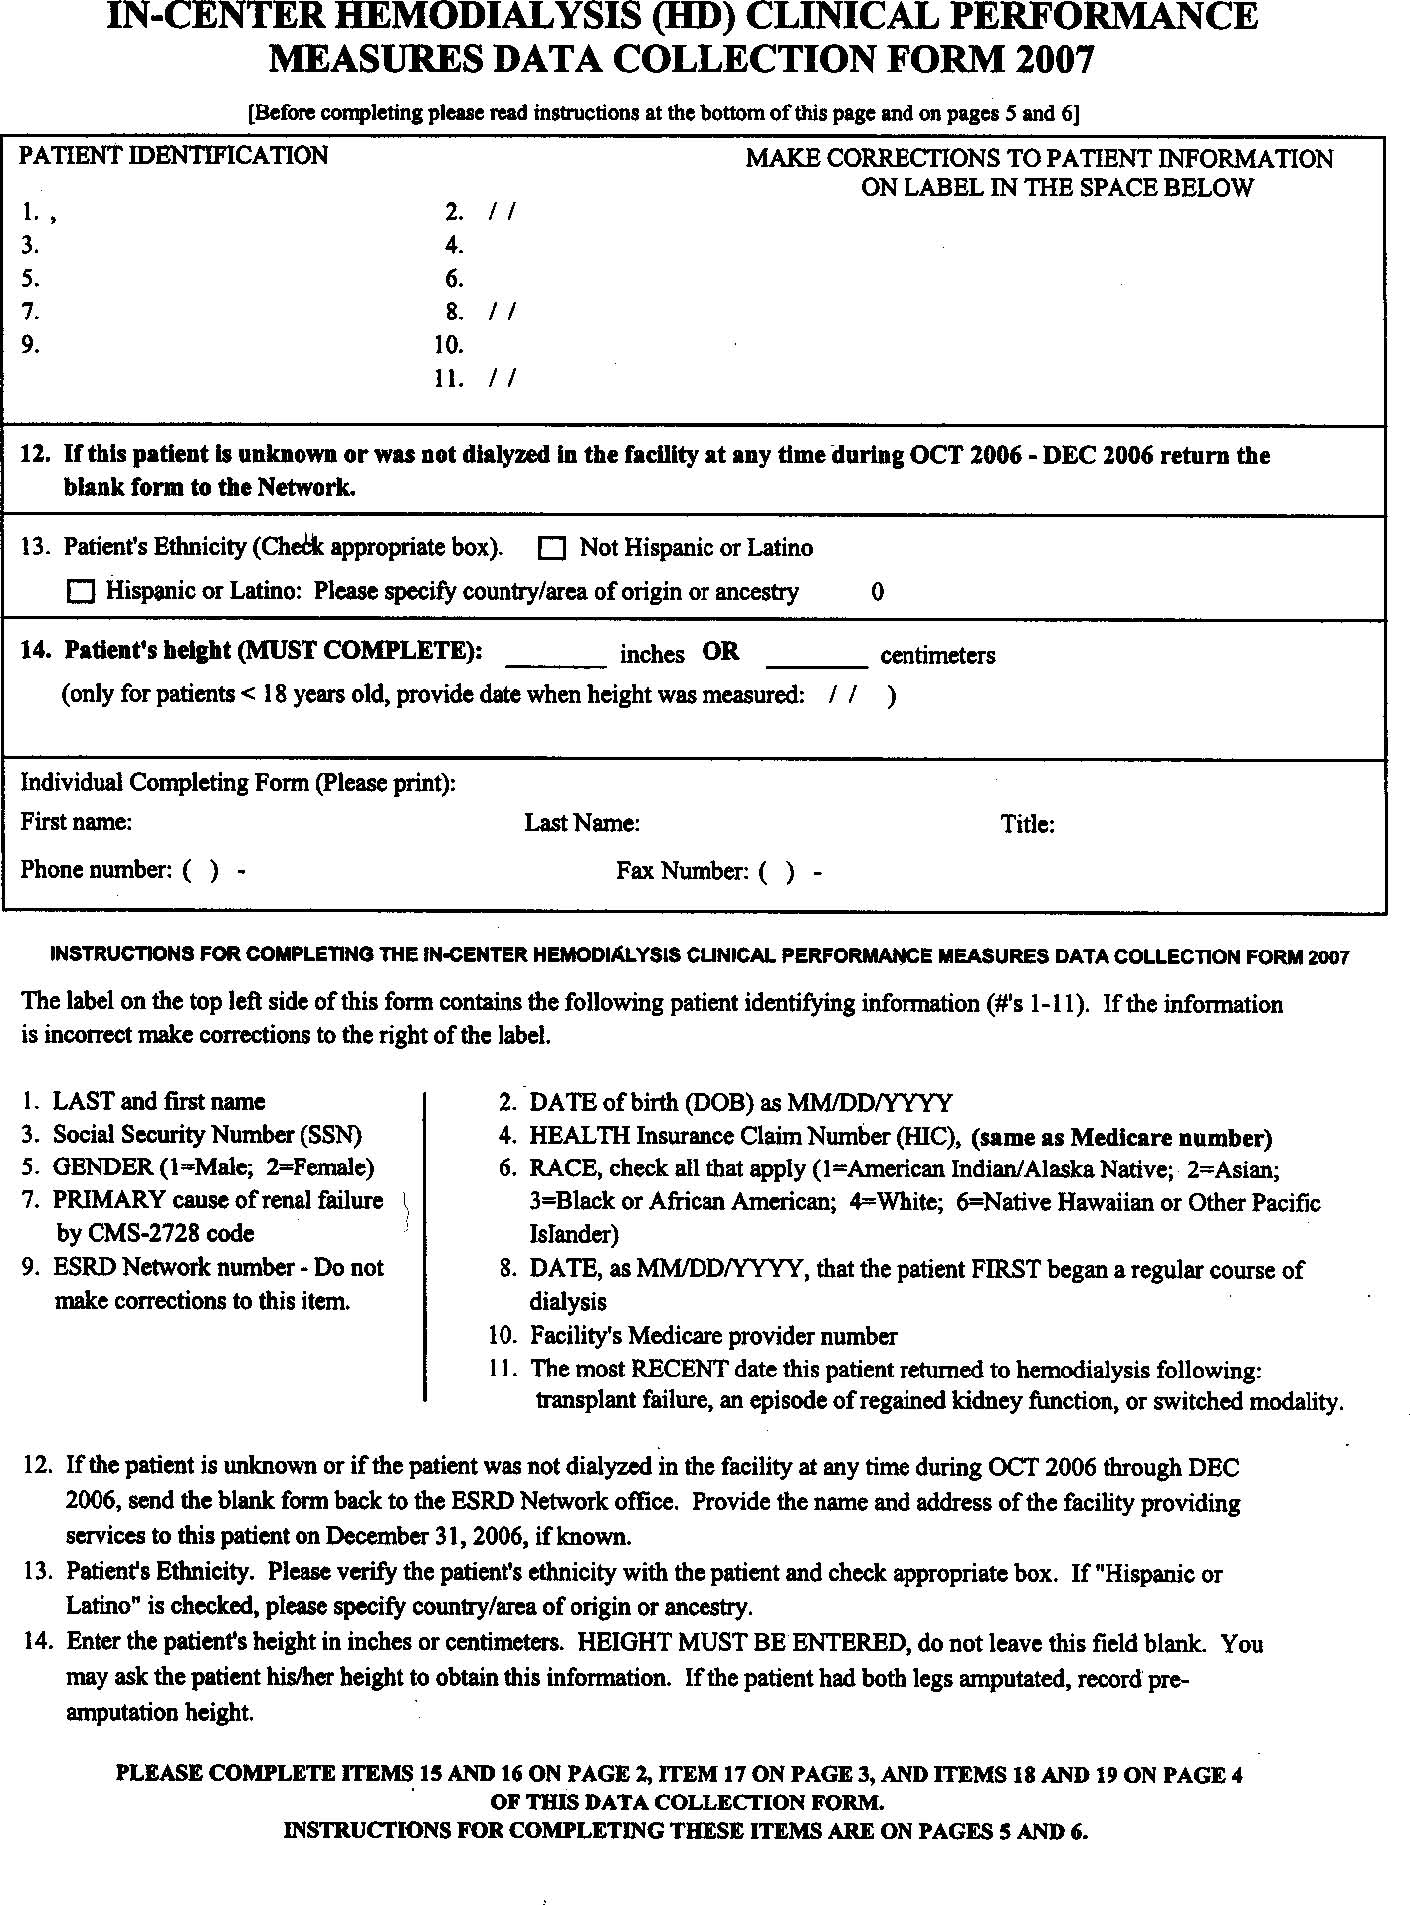 IN-CENTER HEMODIALYSIS (HD) CLINICAL PERFORMANCE
MEASURES DATA COLLECTION FORM 2007
[Before completing please read instructions at the bottom of this page and on pages 5 and 6]
PATIENT IDENTIFICATION
MAKE CORRECTIONS TO PATIENT INFORMATION
ON LABEL IN THE SPACE BELOW
1. , 2. / /
3. 4.
5. 6.
7. 8. / /
9. 10.
11. / /
12. If this patient is unknown or was not dialyzed in the facility at any time during OCT 2006 - DEC 2006 return the
blank form to the Network.
13. Patient's Ethnicity (Check appropriate box). ☐ Not Hispanic or Latino
☐ Hispanic or Latino: Please specify country/area of origin or ancestry 0
14. Patient's height (MUST COMPLETE): ______ inches OR ______ centimeters
(only for patients < 18 years old, provide date when height was measured: / / )
Individual Completing Form (Please print):
First name: Last Name: Title:
Phone number: ( ) - Fax Number: ( ) -
INSTRUCTIONS FOR COMPLETING THE IN-CENTER HEMODIALYSIS CLINICAL PERFORMANCE MEASURES DATA COLLECTION FORM 2007
The label on the top left side of this form contains the following patient identifying information (#'s 1-11). If the information
is incorrect make corrections to the right of the label.
1. LAST and first name
3. Social Security Number (SSN)
5. GENDER (1=Male; 2=Female)
7. PRIMARY cause of renal failure
by CMS-2728 code
9. ESRD Network number - Do not
make corrections to this item.
2. DATE of birth (DOB) as MM/DD/YYYY
4. HEALTH Insurance Claim Number (HIC), (same as Medicare number)
6. RACE, check all that apply (1=American Indian/Alaska Native; 2=Asian;
3=Black or African American; 4=White; 6=Native Hawaiian or Other Pacific
Islander)
8. DATE, as MM/DD/YYYY, that the patient FIRST began a regular course of
dialysis
10. Facility's Medicare provider number
11. The most RECENT date this patient returned to hemodialysis following:
transplant failure, an episode of regained kidney function, or switched modality.
12. If the patient is unknown or if the patient was not dialyzed in the facility at any time during OCT 2006 through DEC
2006, send the blank form back to the ESRD Network office. Provide the name and address of the facility providing
services to this patient on December 31, 2006, if known.
13. Patient's Ethnicity. Please verify the patient's ethnicity with the patient and check appropriate box. If "Hispanic or
Latino" is checked, please specify country/area of origin or ancestry.
14. Enter the patient's height in inches or centimeters. HEIGHT MUST BE ENTERED, do not leave this field blank. You
may ask the patient his/her height to obtain this information. If the patient had both legs amputated, record pre-
amputation height.
PLEASE COMPLETE ITEMS 15 AND 16 ON PAGE 2, ITEM 17 ON PAGE 3, AND ITEMS 18 AND 19 ON PAGE 4
OF THIS DATA COLLECTION FORM.
INSTRUCTIONS FOR COMPLETING THESE ITEMS ARE ON PAGES 5 AND 6.